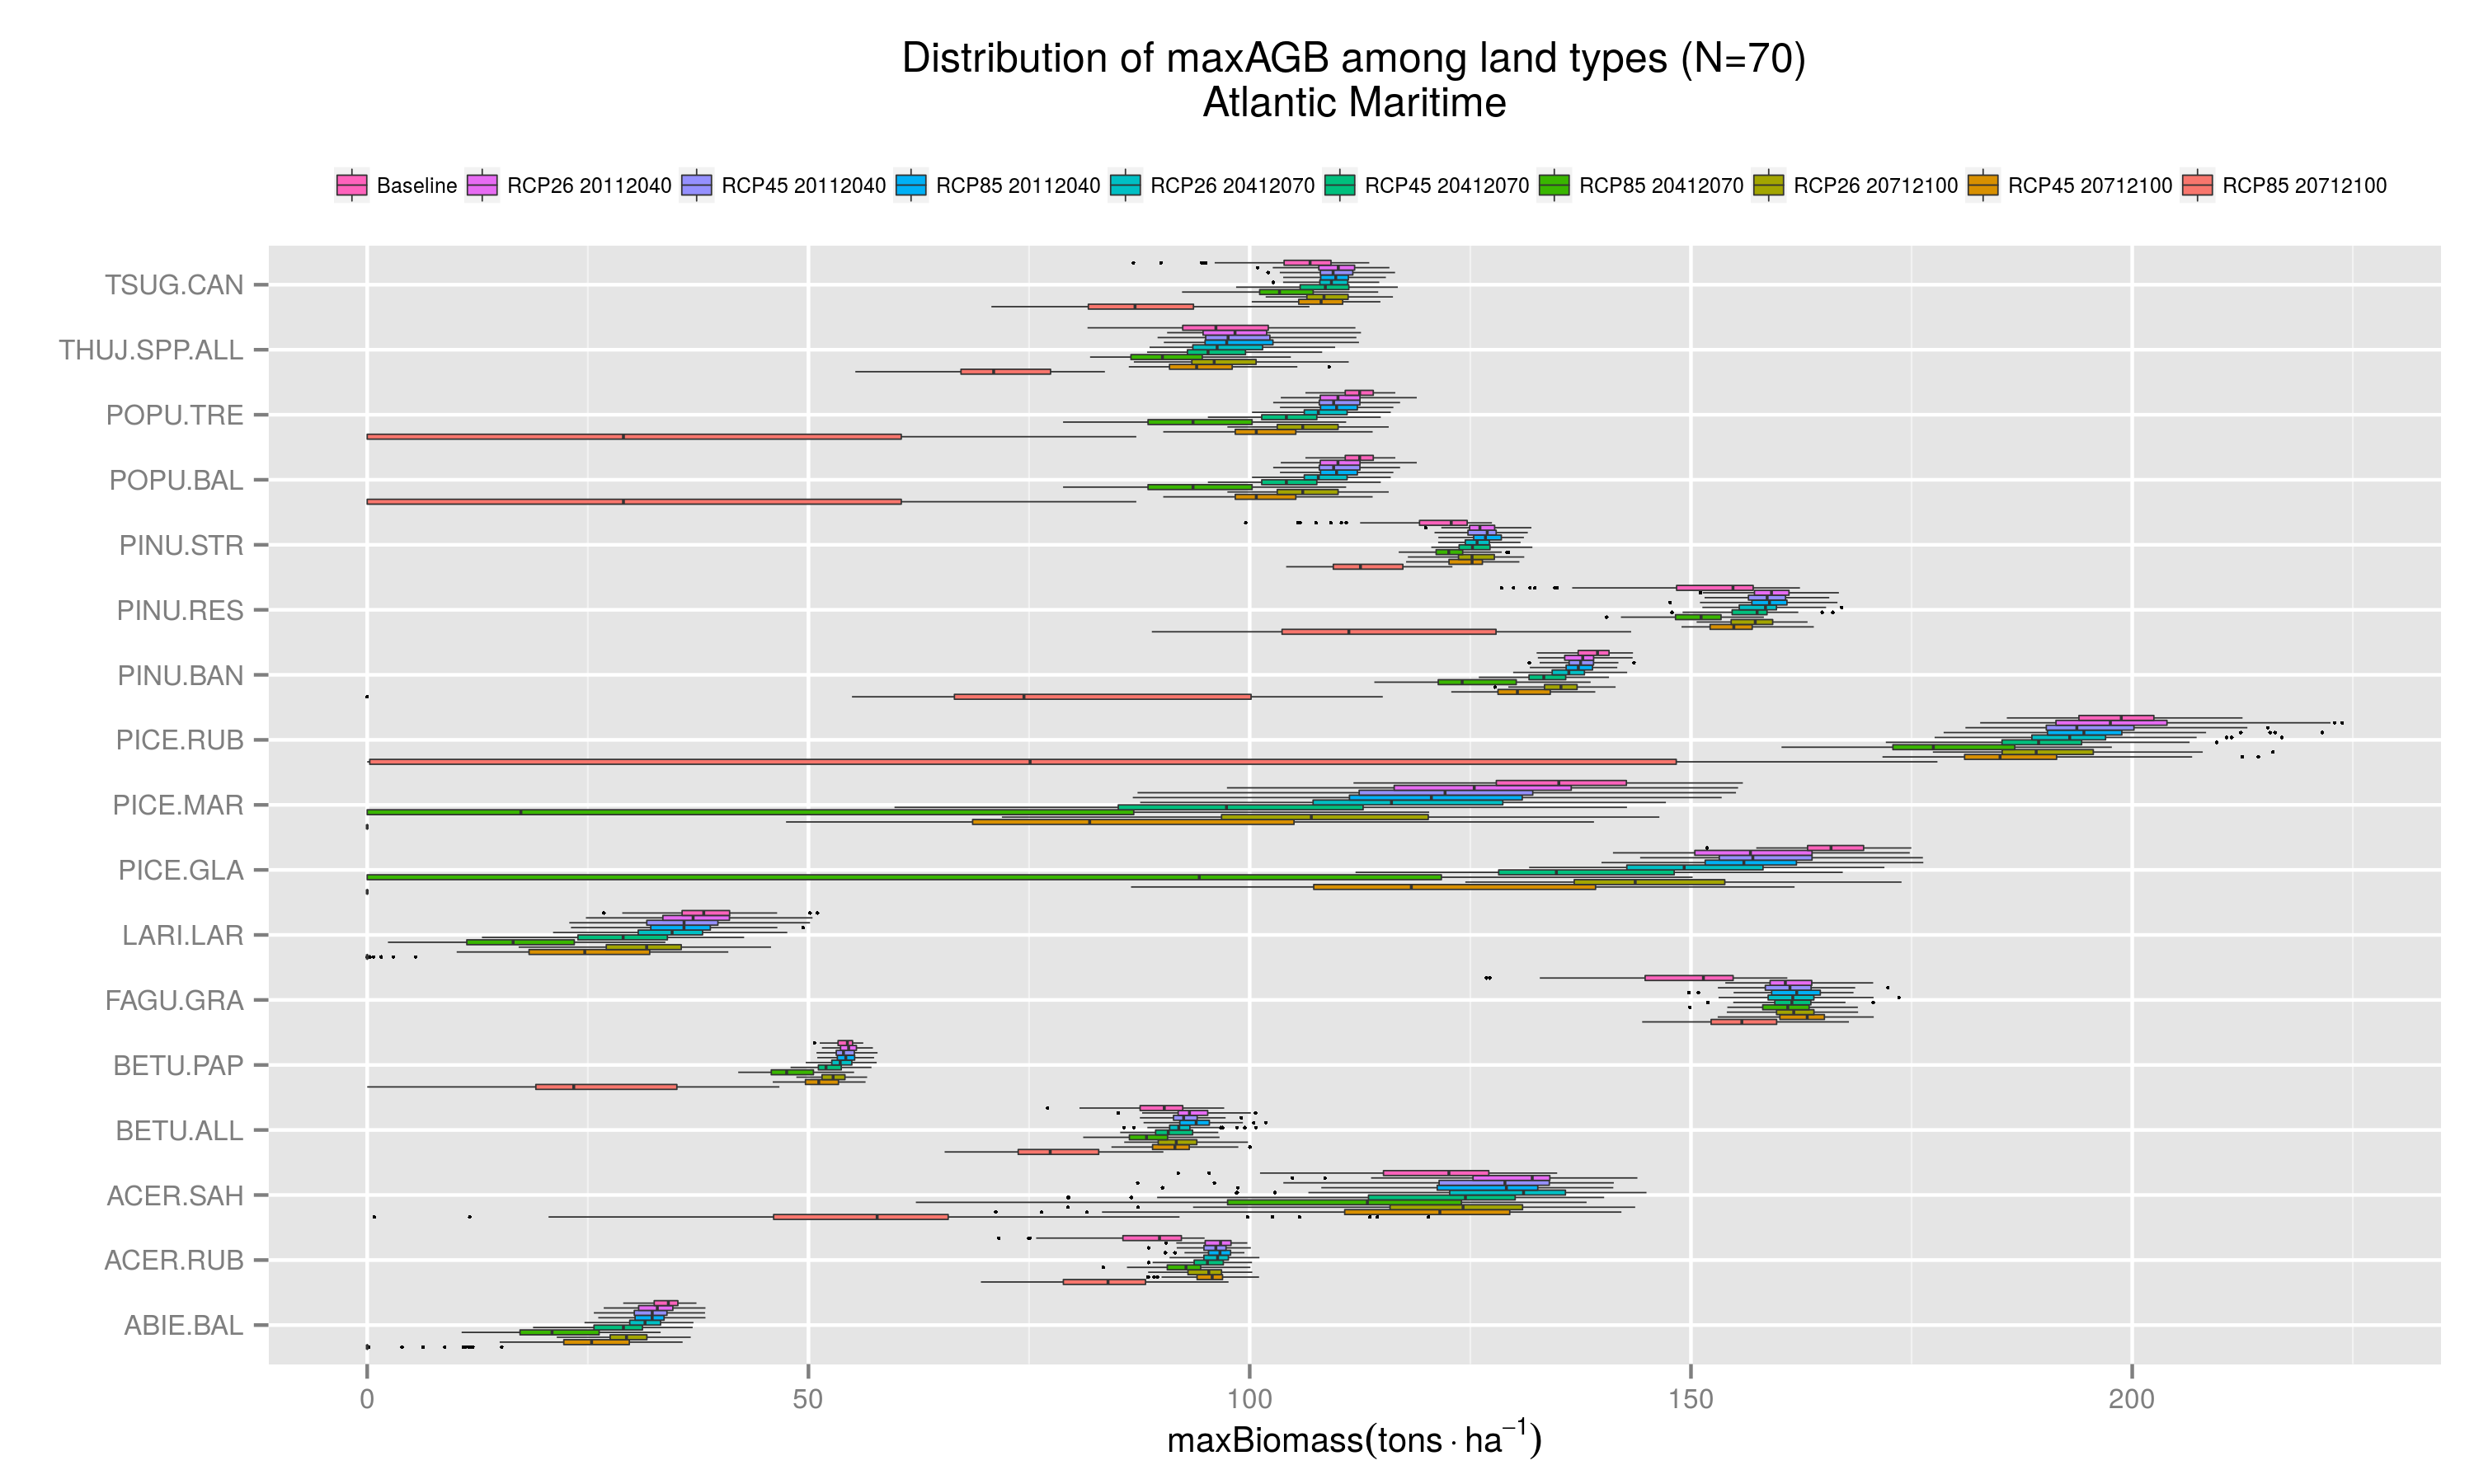 Distribution of maxAGB among land types (N=70)
Atlantic Maritime
Baseline RCP26 20112040 RCP45 20112040 RCP85 20112040 RCP26 20412070 RCP45 20412070 RCP85 20412070 RCP26 20712100 RCP45 20712100 RCP85 20712100
TSUG.CAN
THUJ.SPP.ALL
POPU.TRE
POPU.BAL
PINU.STR
PINU.RES
PINU.BAN
PICE.RUB
PICE.MAR
PICE.GLA
LARI.LAR
FAGU.GRA
BETU.PAP
BETU.ALL
ACER.SAH
ACER.RUB
ABIE.BAL
0 50 100 150 200
maxBiomass(tons·ha⁻¹)